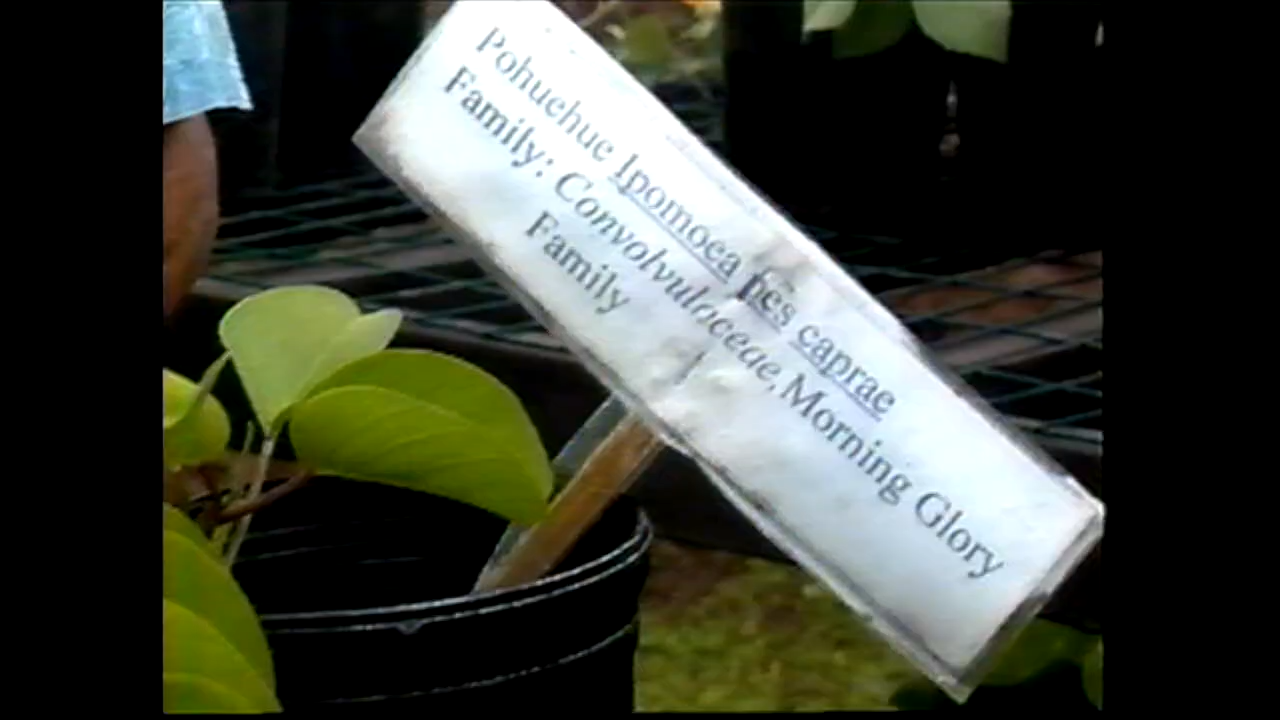 Pohuehue Ipomoea pes caprae
Family: Convolvulaceae, Morning Glory
Family